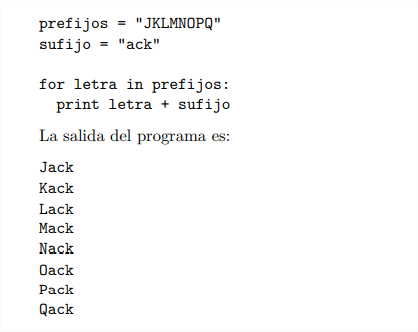 prefijos = "JKLMNOPQ"
sufijo = "ack"

for letra in prefijos:
  print letra + sufijo
La salida del programa es:
Jack
Kack
Lack
Mack
Nack
Oack
Pack
Qack